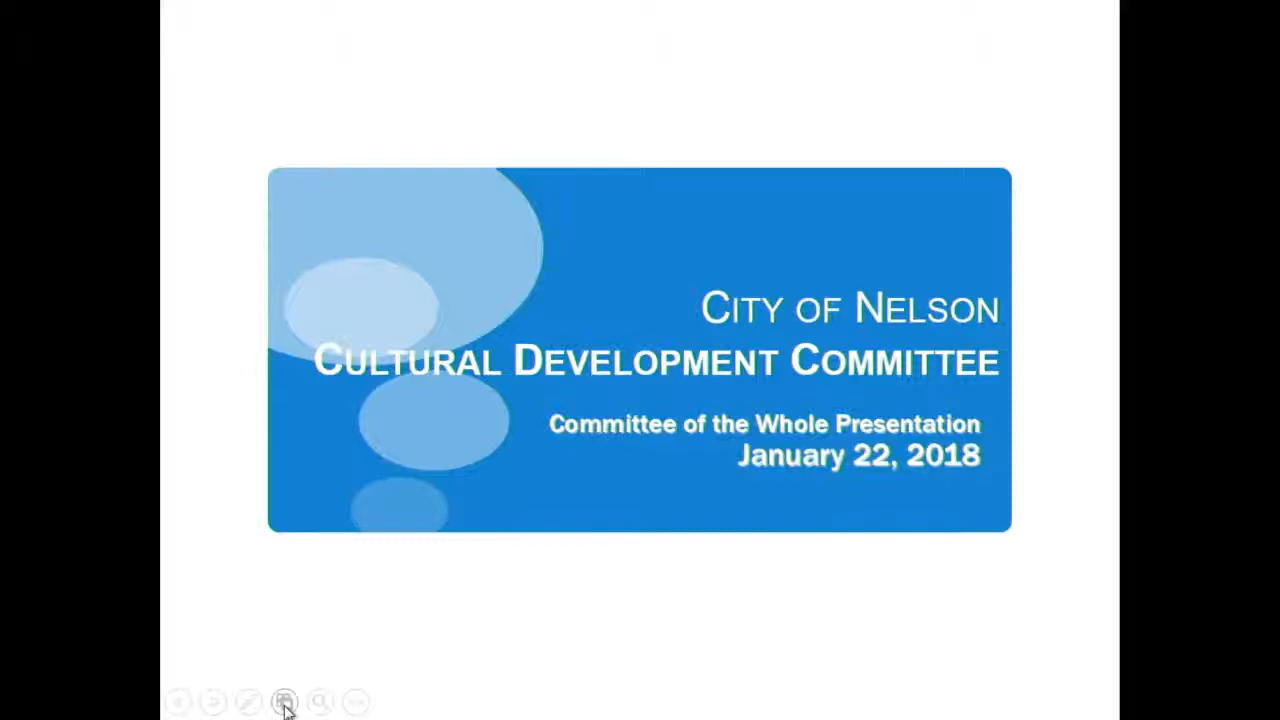 City of Nelson
Cultural Development Committee
Committee of the Whole Presentation
January 22, 2018